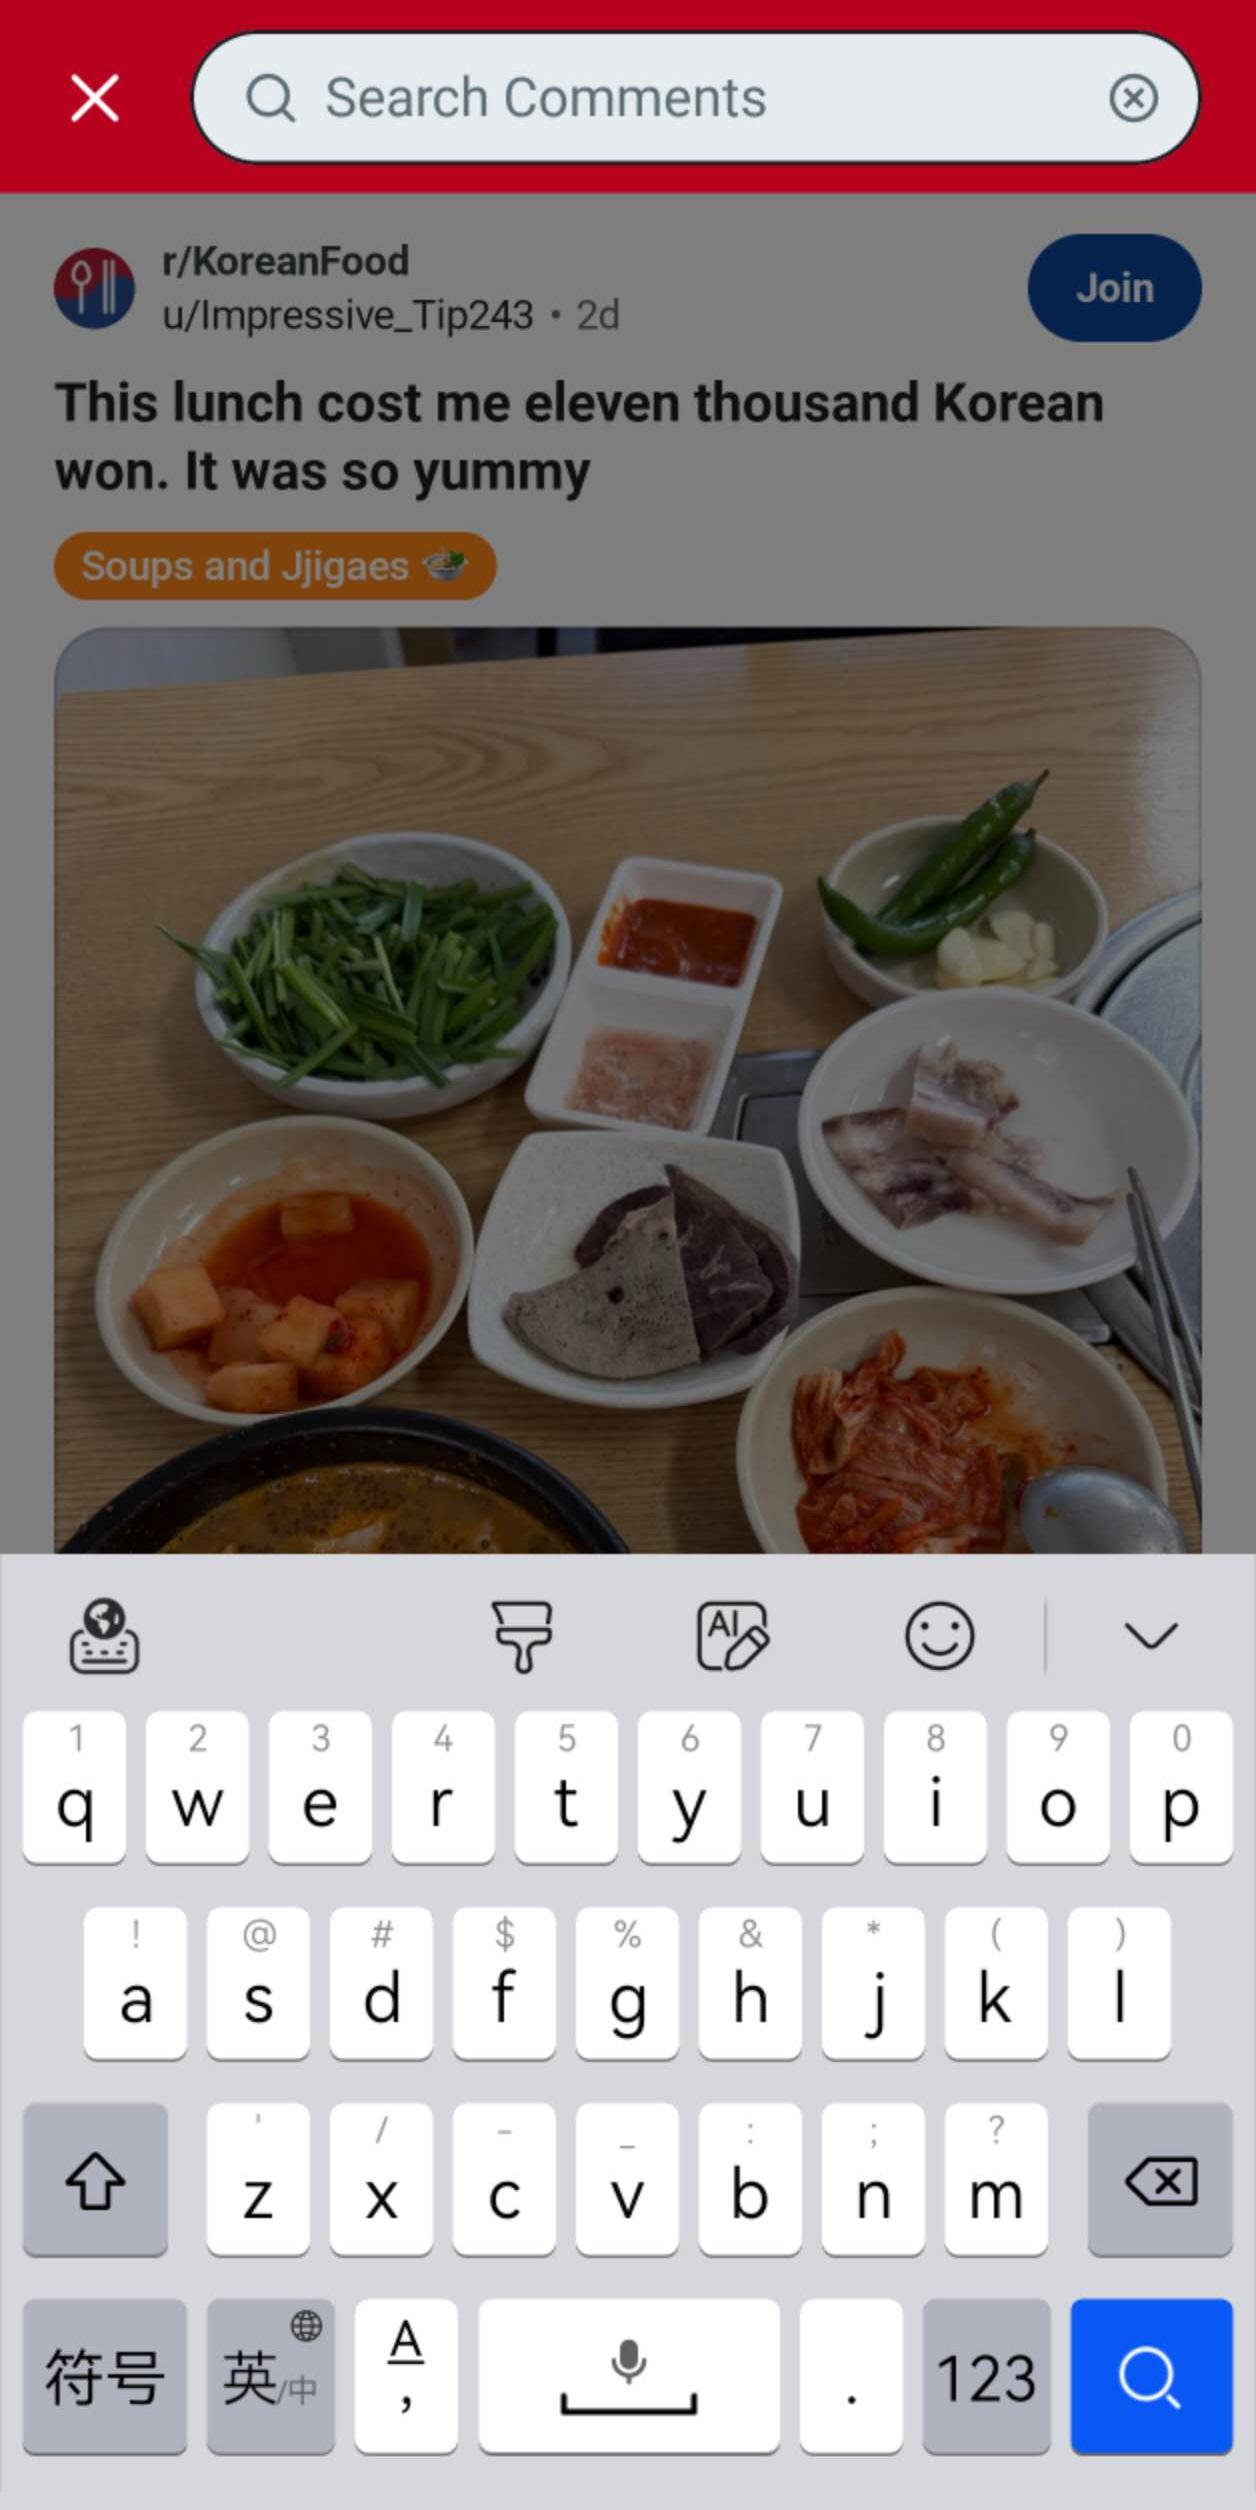 Search Comments
r/KoreanFood
u/Impressive_Tip243 • 2d
Join
This lunch cost me eleven thousand Korean
won. It was so yummy
Soups and Jjigaes 🍜
AI
1 2 3 4 5 6 7 8 9 0
q w e r t y u i o p
! @ # $ % & * ( )
a s d f g h j k l
' / - _ : ; ?
z x c v b n m
符号 英/中 A , . 123